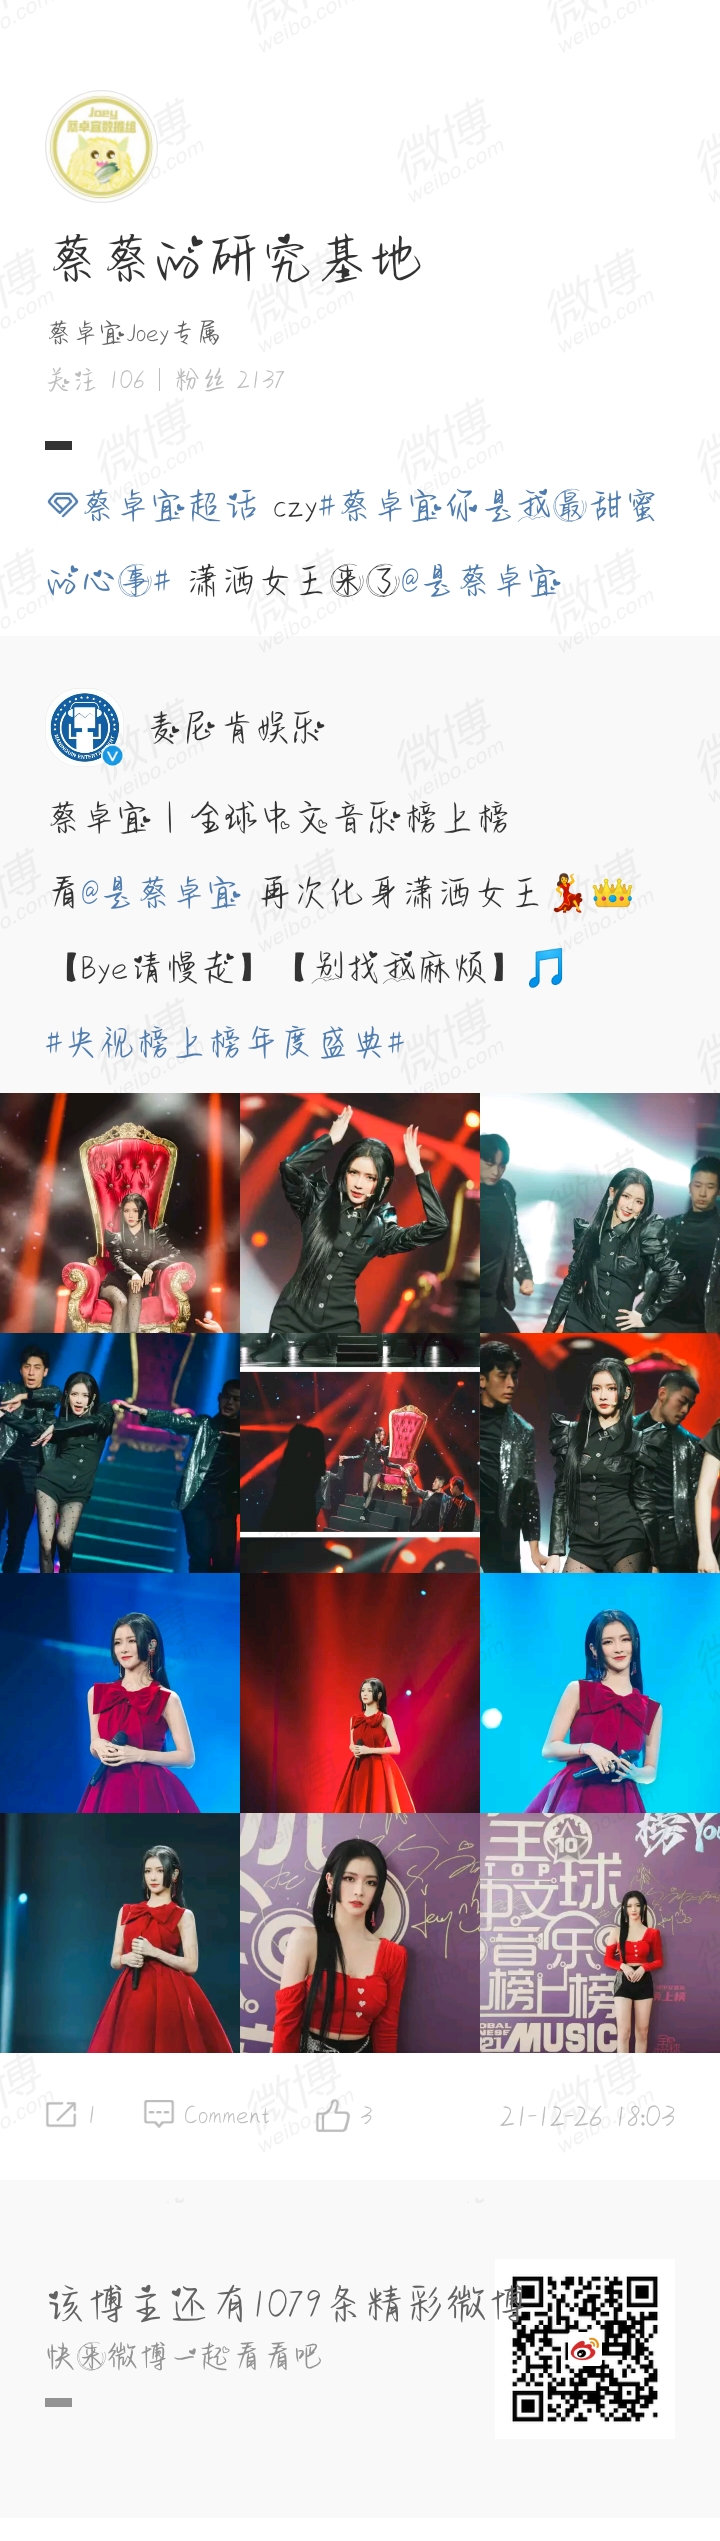 Joey
蔡卓宜数据组
蔡蔡的研究基地
蔡卓宜Joey专属
关注 106 | 粉丝 2137
蔡卓宜超话 czy#蔡卓宜你是我最甜蜜
的心事# 潇洒女王来了@是蔡卓宜
麦尼肯娱乐
蔡卓宜丨全球中文音乐榜上榜
看@是蔡卓宜 再次化身潇洒女王💃👑
【Bye请慢走】 【别找我麻烦】🎵
#央视榜上榜年度盛典#
全球
TOP 10
中文
音乐
榜上榜
GLOBAL
CHINESE
MUSIC
1
Comment
3
21-12-26 18:03
该博主还有1079条精彩微博
快来微博一起看看吧
微博
weibo.com